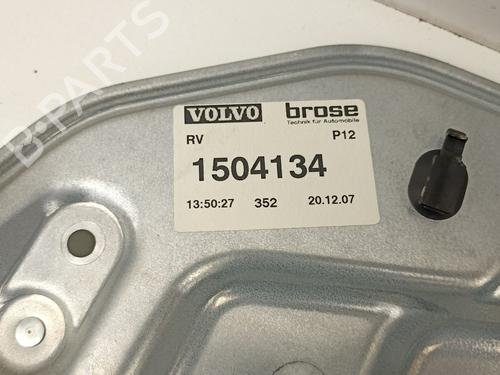 VOLVO brose
Technik für Automobile
RV P12
1504134
13:50:27 352 20.12.07
B-PARTS